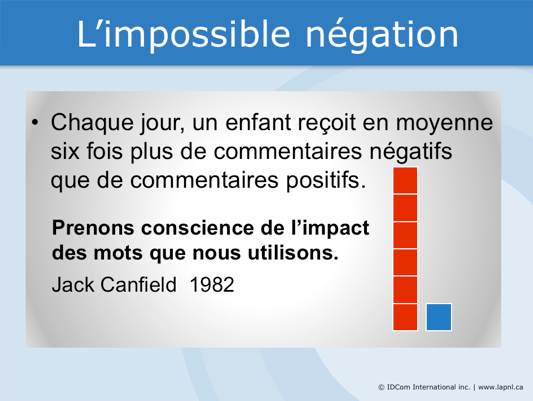 L’impossible négation
• Chaque jour, un enfant reçoit en moyenne
six fois plus de commentaires négatifs
que de commentaires positifs.
Prenons conscience de l’impact
des mots que nous utilisons.
Jack Canfield 1982
© IDCom International inc. | www.lapnl.ca